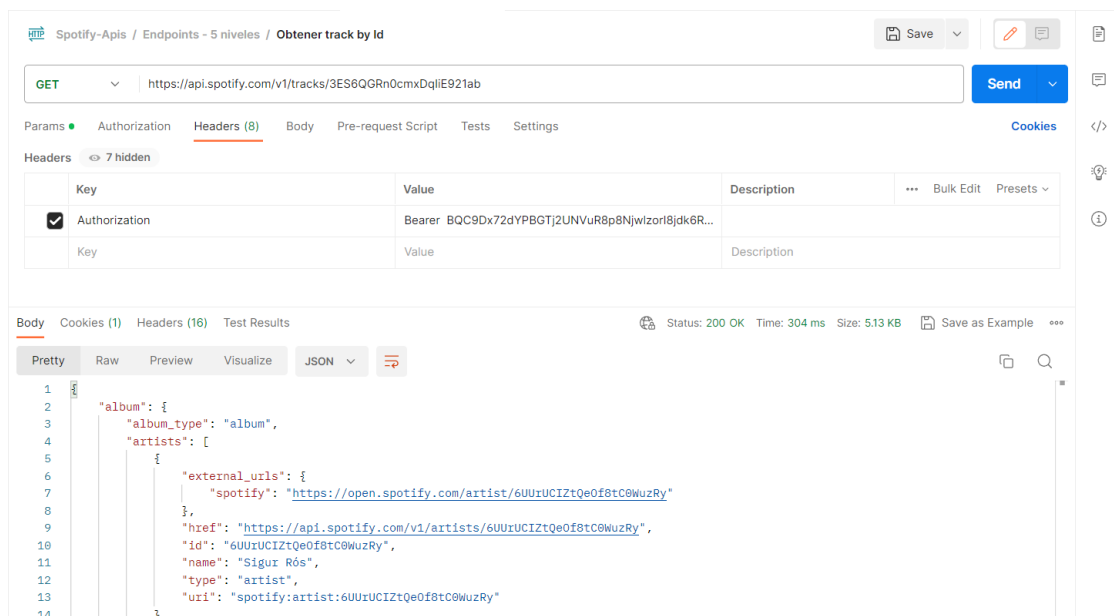 HTTP Spotify-Apis / Endpoints - 5 niveles / Obtener track by Id Save
GET https://api.spotify.com/v1/tracks/3ES6QGRn0cmxDqIiE921ab Send
Params Authorization Headers (8) Body Pre-request Script Tests Settings Cookies
Headers 7 hidden
Key Value Description ••• Bulk Edit Presets
Authorization Bearer BQC9Dx72dYPBGTj2UNVuR8p8NjwIzorI8jdk6R...
Key Value Description
Body Cookies (1) Headers (16) Test Results Status: 200 OK Time: 304 ms Size: 5.13 KB Save as Example
Pretty Raw Preview Visualize JSON
1 {
2 "album": {
3 "album_type": "album",
4 "artists": [
5 {
6 "external_urls": {
7 "spotify": "https://open.spotify.com/artist/6UUrUCIZtQeOf8tC0WuzRy"
8 },
9 "href": "https://api.spotify.com/v1/artists/6UUrUCIZtQeOf8tC0WuzRy",
10 "id": "6UUrUCIZtQeOf8tC0WuzRy",
11 "name": "Sigur Rós",
12 "type": "artist",
13 "uri": "spotify:artist:6UUrUCIZtQeOf8tC0WuzRy"
14 }